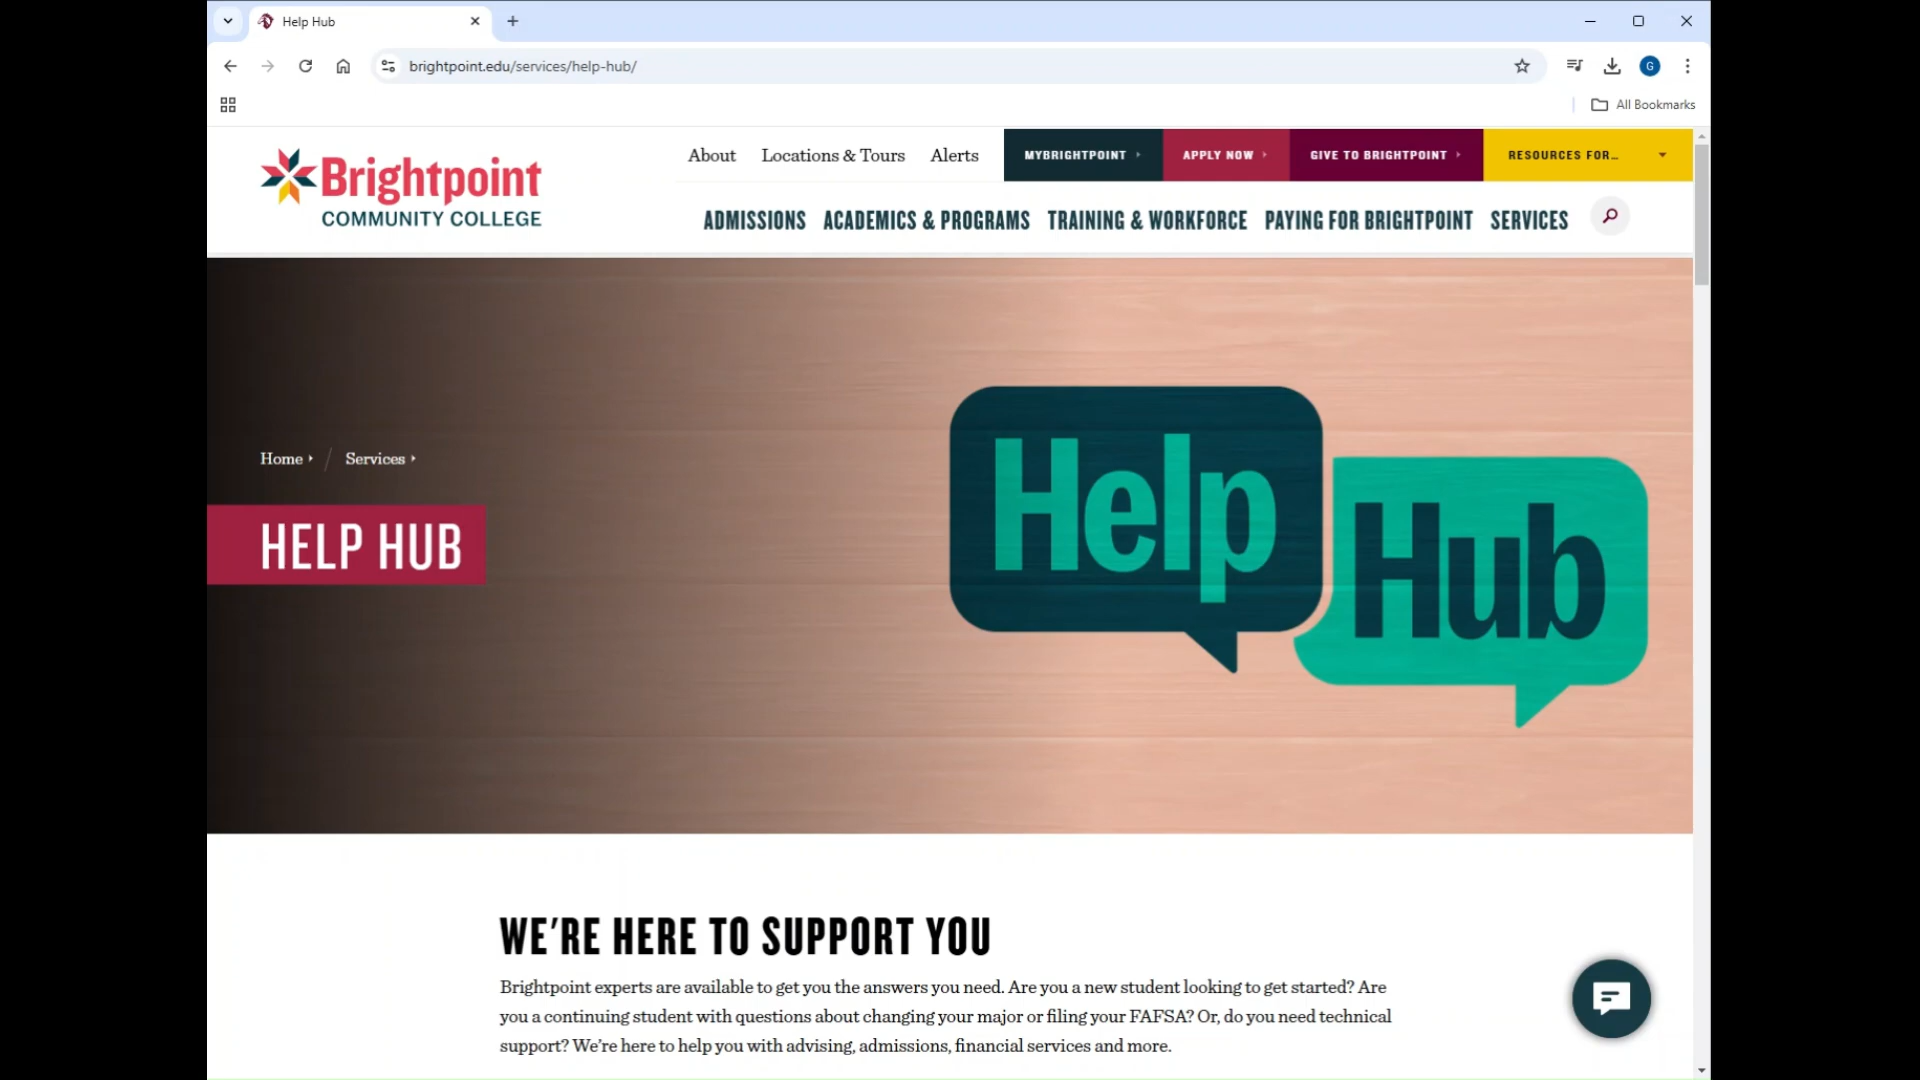 Help Hub
brightpoint.edu/services/help-hub/
G
All Bookmarks
Brightpoint
COMMUNITY COLLEGE
About Locations & Tours Alerts MYBRIGHTPOINT APPLY NOW GIVE TO BRIGHTPOINT RESOURCES FOR...
ADMISSIONS ACADEMICS & PROGRAMS TRAINING & WORKFORCE PAYING FOR BRIGHTPOINT SERVICES
Home / Services
HELP HUB
Help
Hub
WE'RE HERE TO SUPPORT YOU
Brightpoint experts are available to get you the answers you need. Are you a new student looking to get started? Are
you a continuing student with questions about changing your major or filing your FAFSA? Or, do you need technical
support? We're here to help you with advising, admissions, financial services and more.